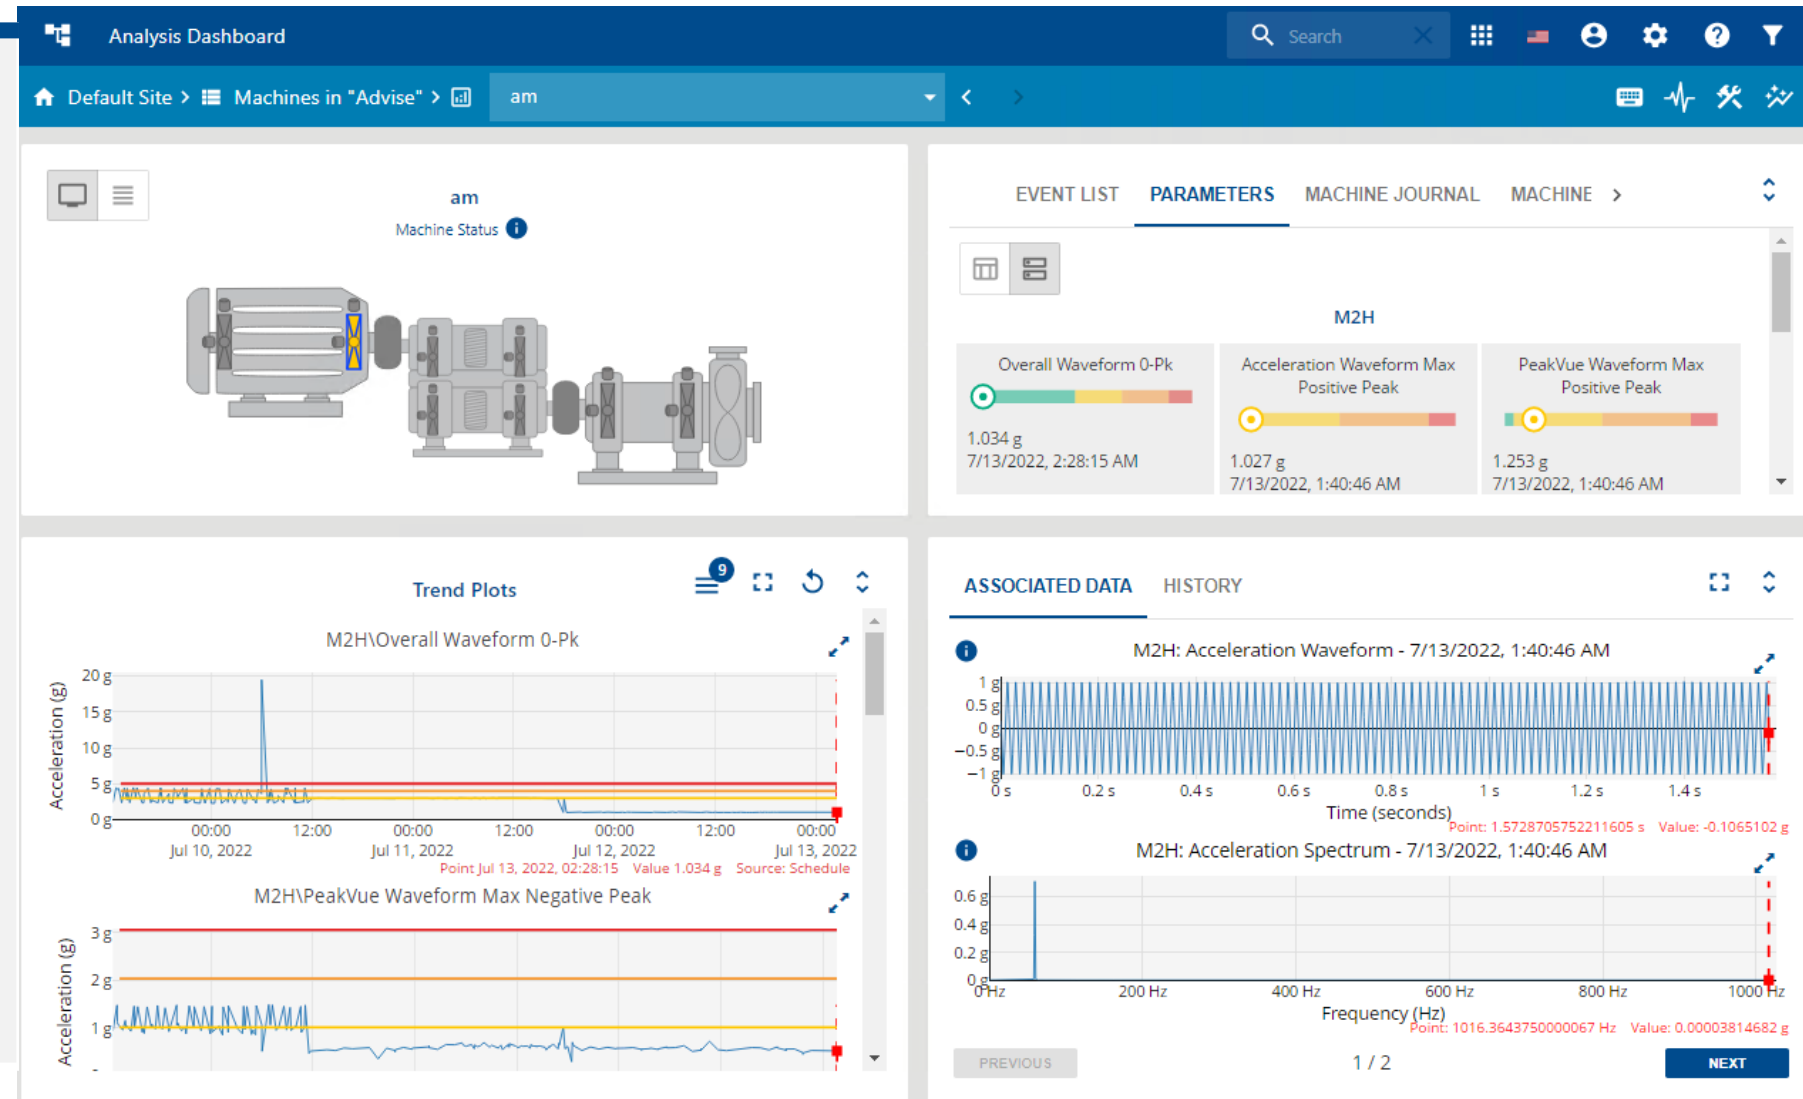 Analysis Dashboard
Search
Default Site > Machines in "Advise" > am
am
Machine Status
EVENT LIST PARAMETERS MACHINE JOURNAL MACHINE
M2H
Overall Waveform 0-Pk
1.034 g
7/13/2022, 2:28:15 AM
Acceleration Waveform Max
Positive Peak
1.027 g
7/13/2022, 1:40:46 AM
PeakVue Waveform Max
Positive Peak
1.253 g
7/13/2022, 1:40:46 AM
Trend Plots
9
M2H\Overall Waveform 0-Pk
Acceleration (g)
20 g
15 g
10 g
5 g
0 g
00:00 12:00 00:00 12:00 00:00 12:00 00:00
Jul 10, 2022 Jul 11, 2022 Jul 12, 2022 Jul 13, 2022
Point Jul 13, 2022, 02:28:15 Value 1.034 g Source: Schedule
M2H\PeakVue Waveform Max Negative Peak
Acceleration (g)
3 g
2 g
1 g
ASSOCIATED DATA HISTORY
M2H: Acceleration Waveform - 7/13/2022, 1:40:46 AM
1 g
0.5 g
0 g
−0.5 g
−1 g
0 s 0.2 s 0.4 s 0.6 s 0.8 s 1 s 1.2 s 1.4 s
Time (seconds)
Point: 1.5728705752211605 s Value: -0.1065102 g
M2H: Acceleration Spectrum - 7/13/2022, 1:40:46 AM
0.6 g
0.4 g
0.2 g
0 g
0 Hz 200 Hz 400 Hz 600 Hz 800 Hz 1000 Hz
Frequency (Hz)
Point: 1016.3643750000067 Hz Value: 0.00003814682 g
PREVIOUS 1 / 2 NEXT